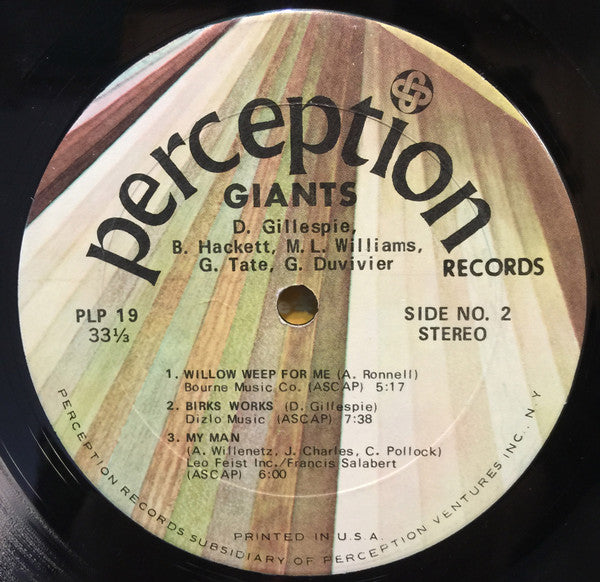 perception
GIANTS
D. Gillespie,
B. Hackett, M. L. Williams,
G. Tate, G. Duvivier
RECORDS
PLP 19
33⅓
SIDE NO. 2
STEREO
1. WILLOW WEEP FOR ME (A. Ronnell)
Bourne Music Co. (ASCAP) 5:17
2. BIRKS WORKS (D. Gillespie)
Dizlo Music (ASCAP) 7:38
3. MY MAN
(A. Willenetz, J. Charles, C. Pollock)
Leo Feist Inc./Francis Salabert
(ASCAP) 6:00
PRINTED IN U.S.A.
PERCEPTION RECORDS SUBSIDIARY OF PERCEPTION VENTURES INC., N.Y.